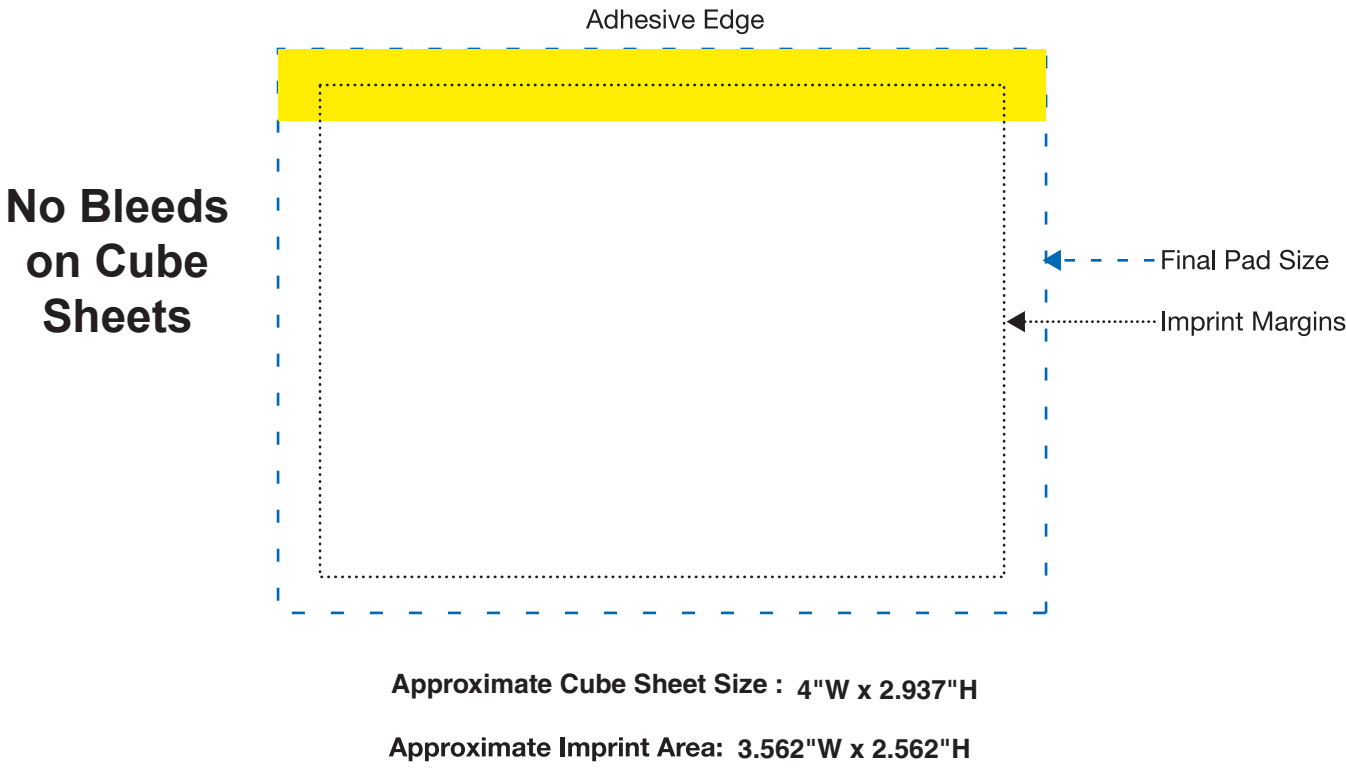 Adhesive Edge
No Bleeds
on Cube
Sheets
Final Pad Size
Imprint Margins
Approximate Cube Sheet Size : 4"W x 2.937"H
Approximate Imprint Area: 3.562"W x 2.562"H